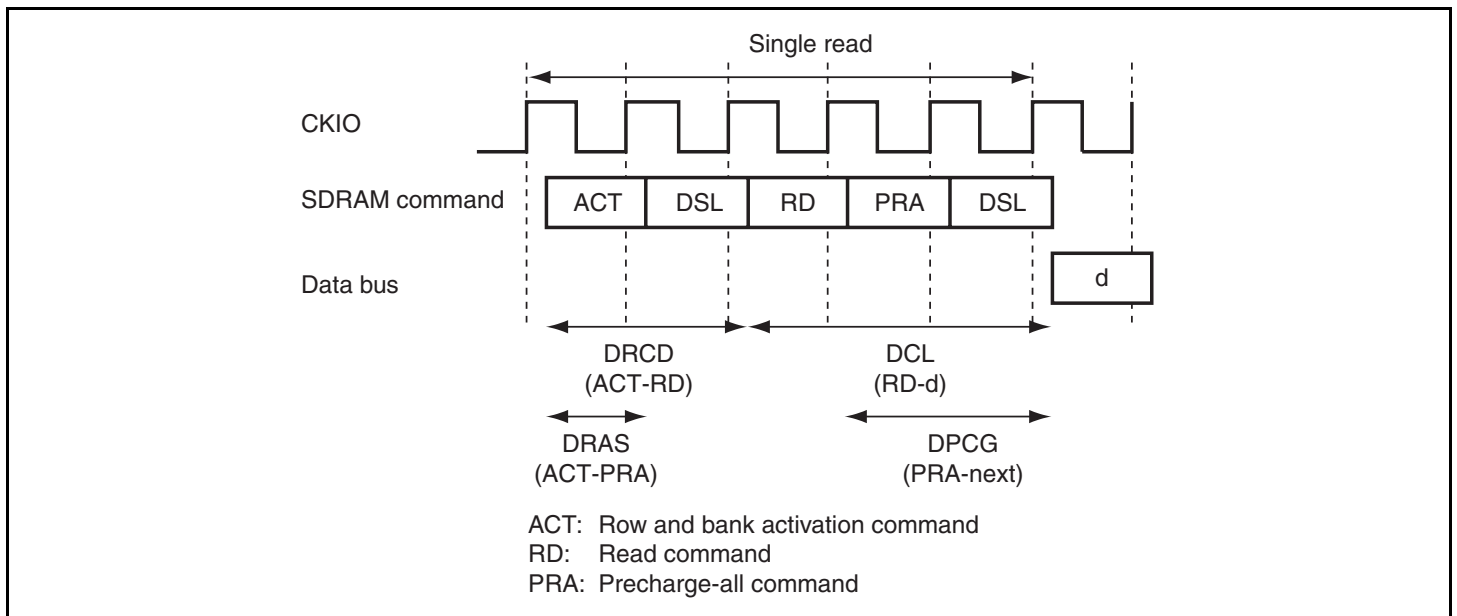 Single read
CKIO
SDRAM command
ACT DSL RD PRA DSL
Data bus
d
DRCD
(ACT-RD)
DCL
(RD-d)
DRAS
(ACT-PRA)
DPCG
(PRA-next)
ACT: Row and bank activation command
RD: Read command
PRA: Precharge-all command